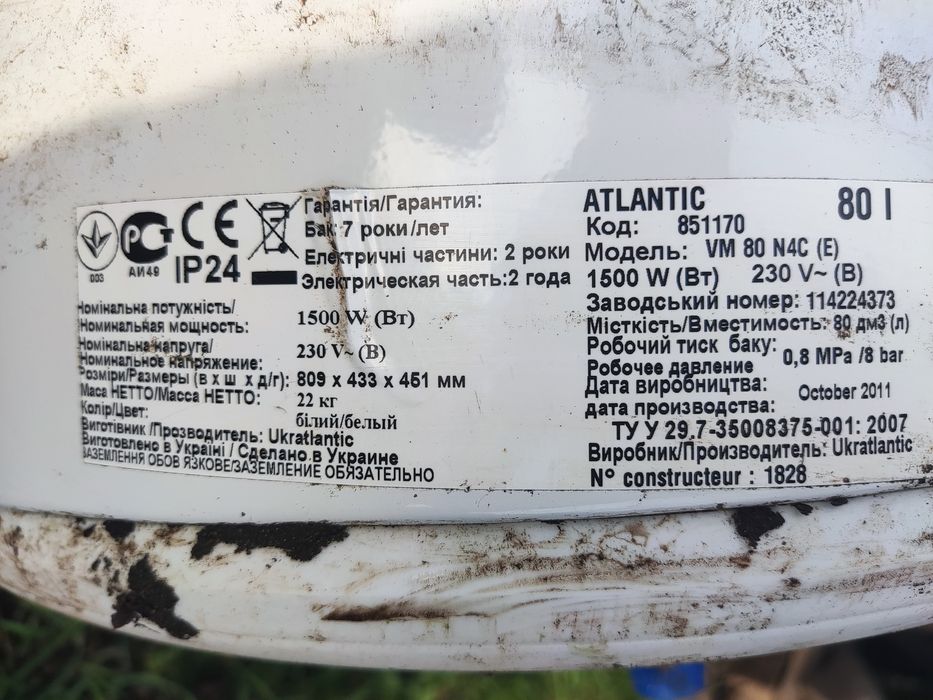 003
PCT
АИ49
CE
IP24
Гарантія/Гарантия:
Бак 7 роки/лет
Електричні частини: 2 роки
Электрическая часть:2 года
Номінальна потужність/
Номинальная мощность:
1500 W (Вт)
Номінальна напруга/
Номинальное напряжение:
230 V~ (В)
Розміри/Размеры (в х ш х д/г): 809 x 433 x 451 мм
Маса НЕТТО/Масса НЕТТО: 22 кг
Колір/Цвет: білий/белый
Виготівник /Прозводитель: Ukratlantic
Виготовлено в Україні / Сделано в Украине
ЗАЗЕМЛЕННЯ ОБОВ ЯЗКОВЕ/ЗАЗЕМЛЕНИЕ ОБЯЗАТЕЛЬНО
ATLANTIC 80 l
Код: 851170
Модель: VM 80 N4C (E)
1500 W (Вт) 230 V~ (В)
Заводський номер: 114224373
Місткість/Вместимость: 80 дм3 (л)
Робочий тиск баку:
Робочее давление
0,8 MPa /8 bar
Дата виробництва:
дата производства:
October 2011
ТУ У 29.7-35008375-001: 2007
Виробник/Производитель: Ukratlantic
N° constructeur : 1828